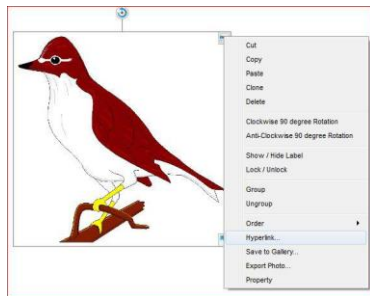 Cut
Copy
Paste
Clone
Delete
Clockwise 90 degree Rotation
Anti-Clockwise 90 degree Rotation
Show / Hide Label
Lock / Unlock
Group
Ungroup
Order
Hyperlink...
Save to Gallery...
Export Photo...
Property